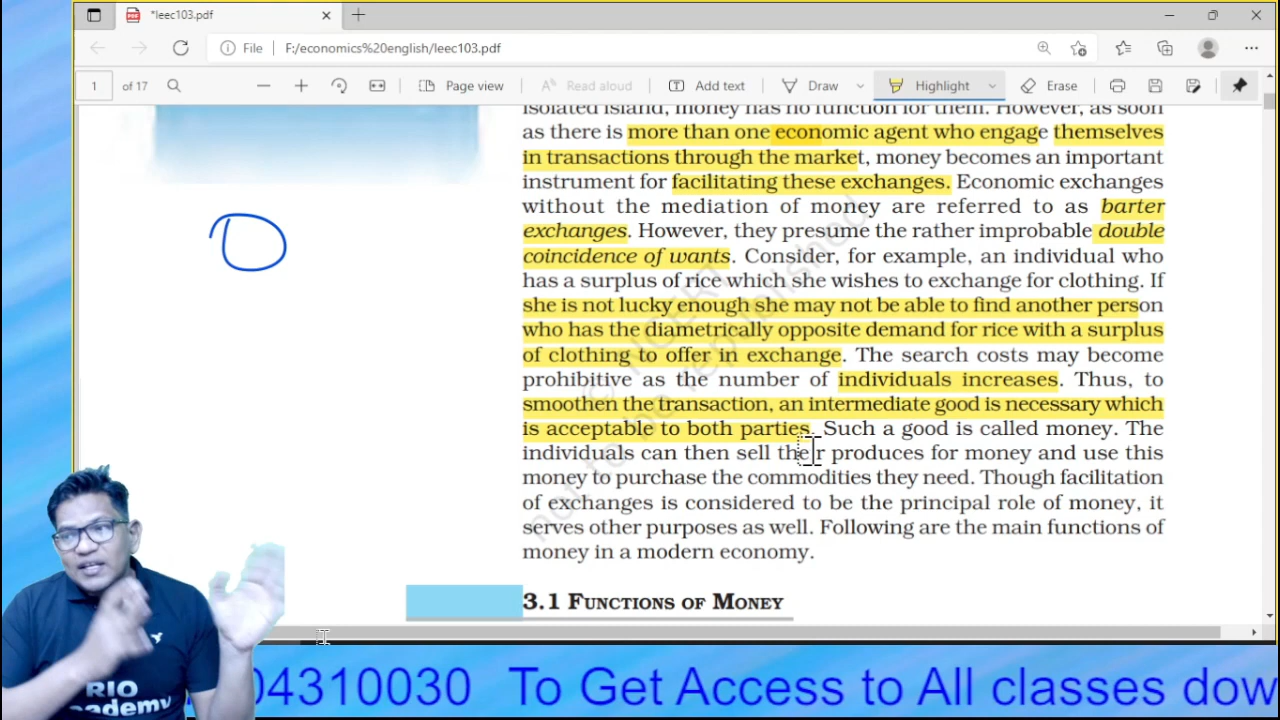 *leec103.pdf
File F:/economics%20english/leec103.pdf
1 of 17 Page view Read aloud Add text Draw Highlight Erase
isolated island, money has no function for them. However, as soon
as there is more than one economic agent who engage themselves
in transactions through the market, money becomes an important
instrument for facilitating these exchanges. Economic exchanges
without the mediation of money are referred to as barter
exchanges. However, they presume the rather improbable double
coincidence of wants. Consider, for example, an individual who
has a surplus of rice which she wishes to exchange for clothing. If
she is not lucky enough she may not be able to find another person
who has the diametrically opposite demand for rice with a surplus
of clothing to offer in exchange. The search costs may become
prohibitive as the number of individuals increases. Thus, to
smoothen the transaction, an intermediate good is necessary which
is acceptable to both parties. Such a good is called money. The
individuals can then sell their produces for money and use this
money to purchase the commodities they need. Though facilitation
of exchanges is considered to be the principal role of money, it
serves other purposes as well. Following are the main functions of
money in a modern economy.
© NCERT
not to be republished
3.1 FUNCTIONS OF MONEY
RIO
Academy
04310030 To Get Access to All classes dow